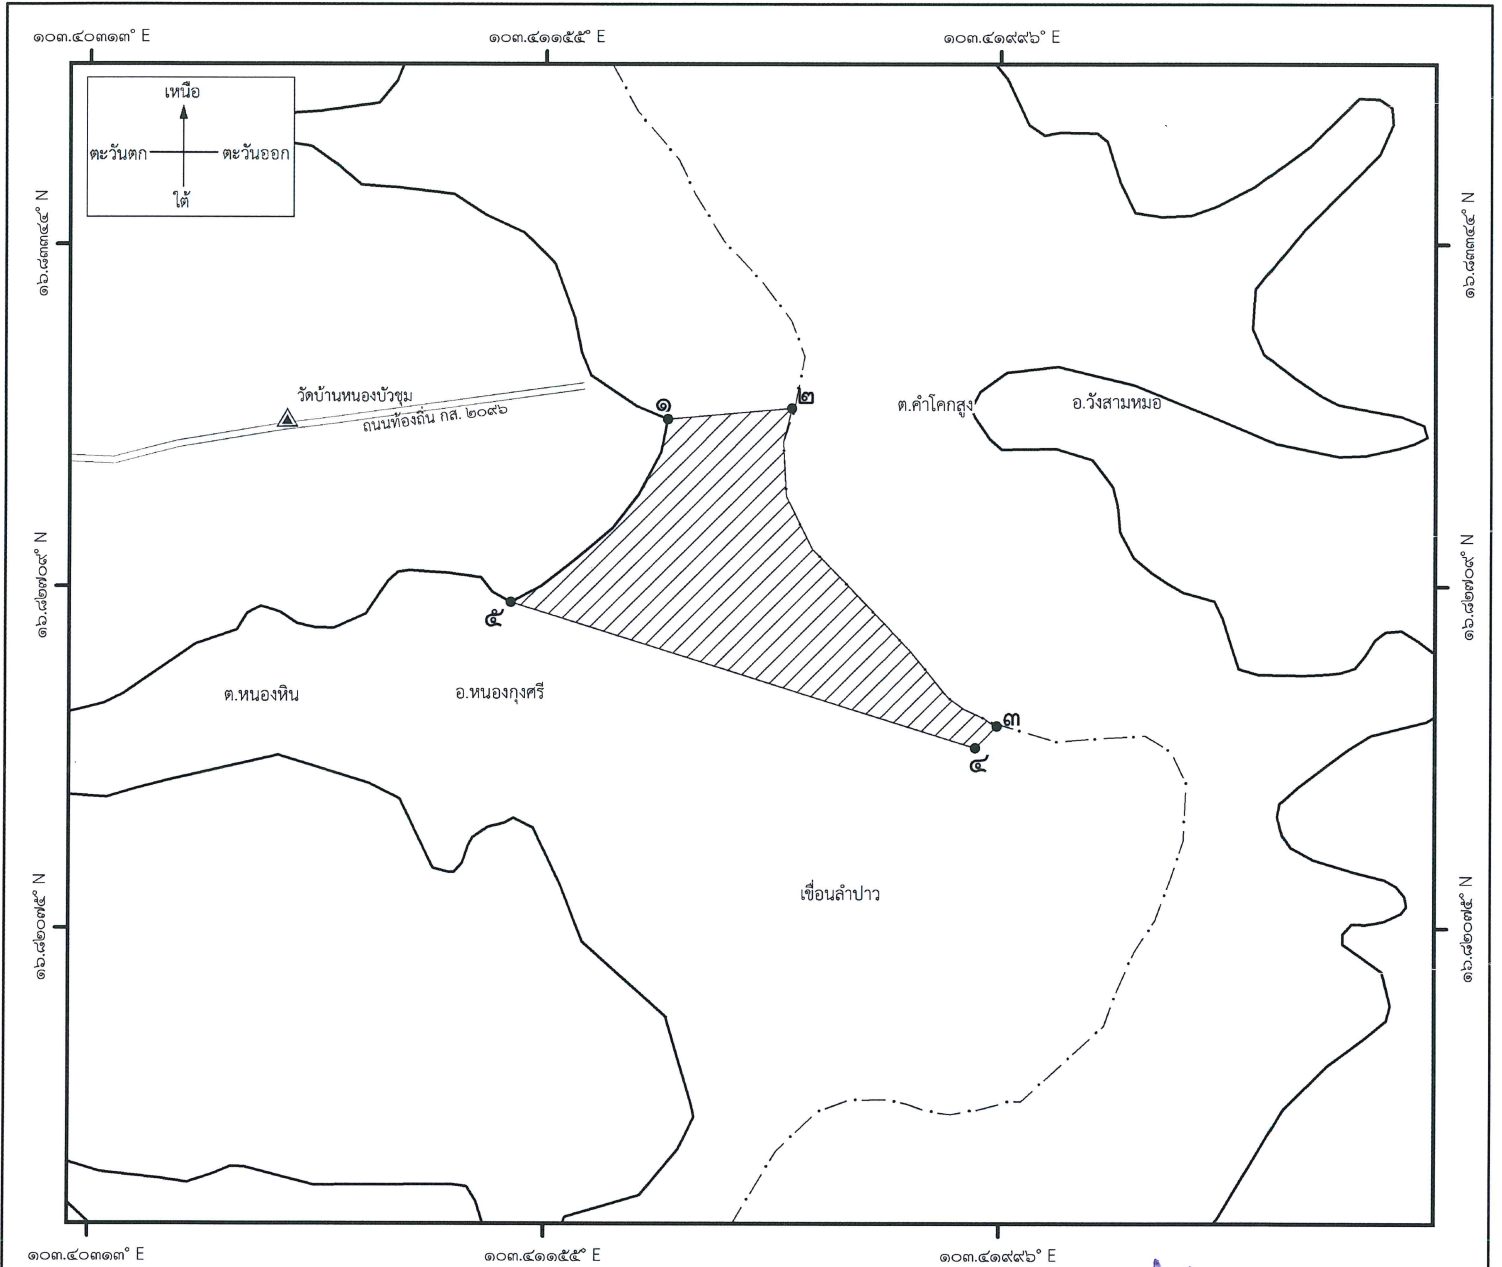 ๑๐๓.๔๐๓๑๓° E
๑๐๓.๔๑๑๕๕° E
๑๐๓.๔๑๙๙๖° E
เหนือ
ตะวันตก ตะวันออก
ใต้
๑๖.๘๓๓๔๔° N
๑๖.๘๓๓๔๔° N
วัดบ้านหนองบัวชุม
ถนนท้องถิ่น กส. ๒๐๙๖
๑
๒
ต.คำโคกสูง
อ.วังสามหมอ
๑๖.๘๒๗๐๙° N
๑๖.๘๒๗๐๙° N
๕
ต.หนองหิน
อ.หนองกุงศรี
๓
๔
เขื่อนลำปาว
๑๖.๘๒๐๗๕° N
๑๖.๘๒๐๗๕° N
๑๐๓.๔๐๓๑๓° E
๑๐๓.๔๑๑๕๕° E
๑๐๓.๔๑๙๙๖° E